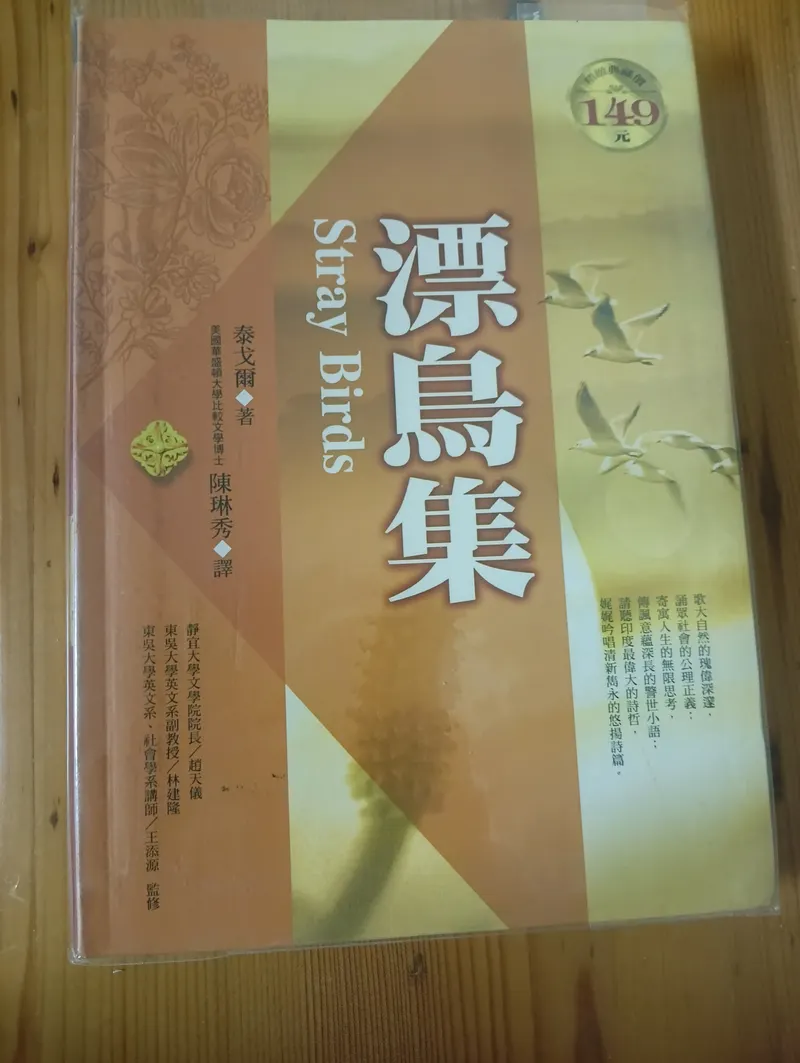 149
元
漂鳥集
Stray Birds
歌大自然的瑰偉深邃，
誦眾社會的公理正義；
寄寓人生的無限思考，
傳諷意蘊深長的警世小語；
請聽印度最偉大的詩哲，
娓娓吟唱清新雋永的悠揚詩篇。
泰戈爾◆著
美國華盛頓大學比較文學博士 陳琳秀◆譯
靜宜大學文學院院長／趙天儀
東吳大學英文系副教授／林建隆
東吳大學英文系、社會學系講師／王添源 監修